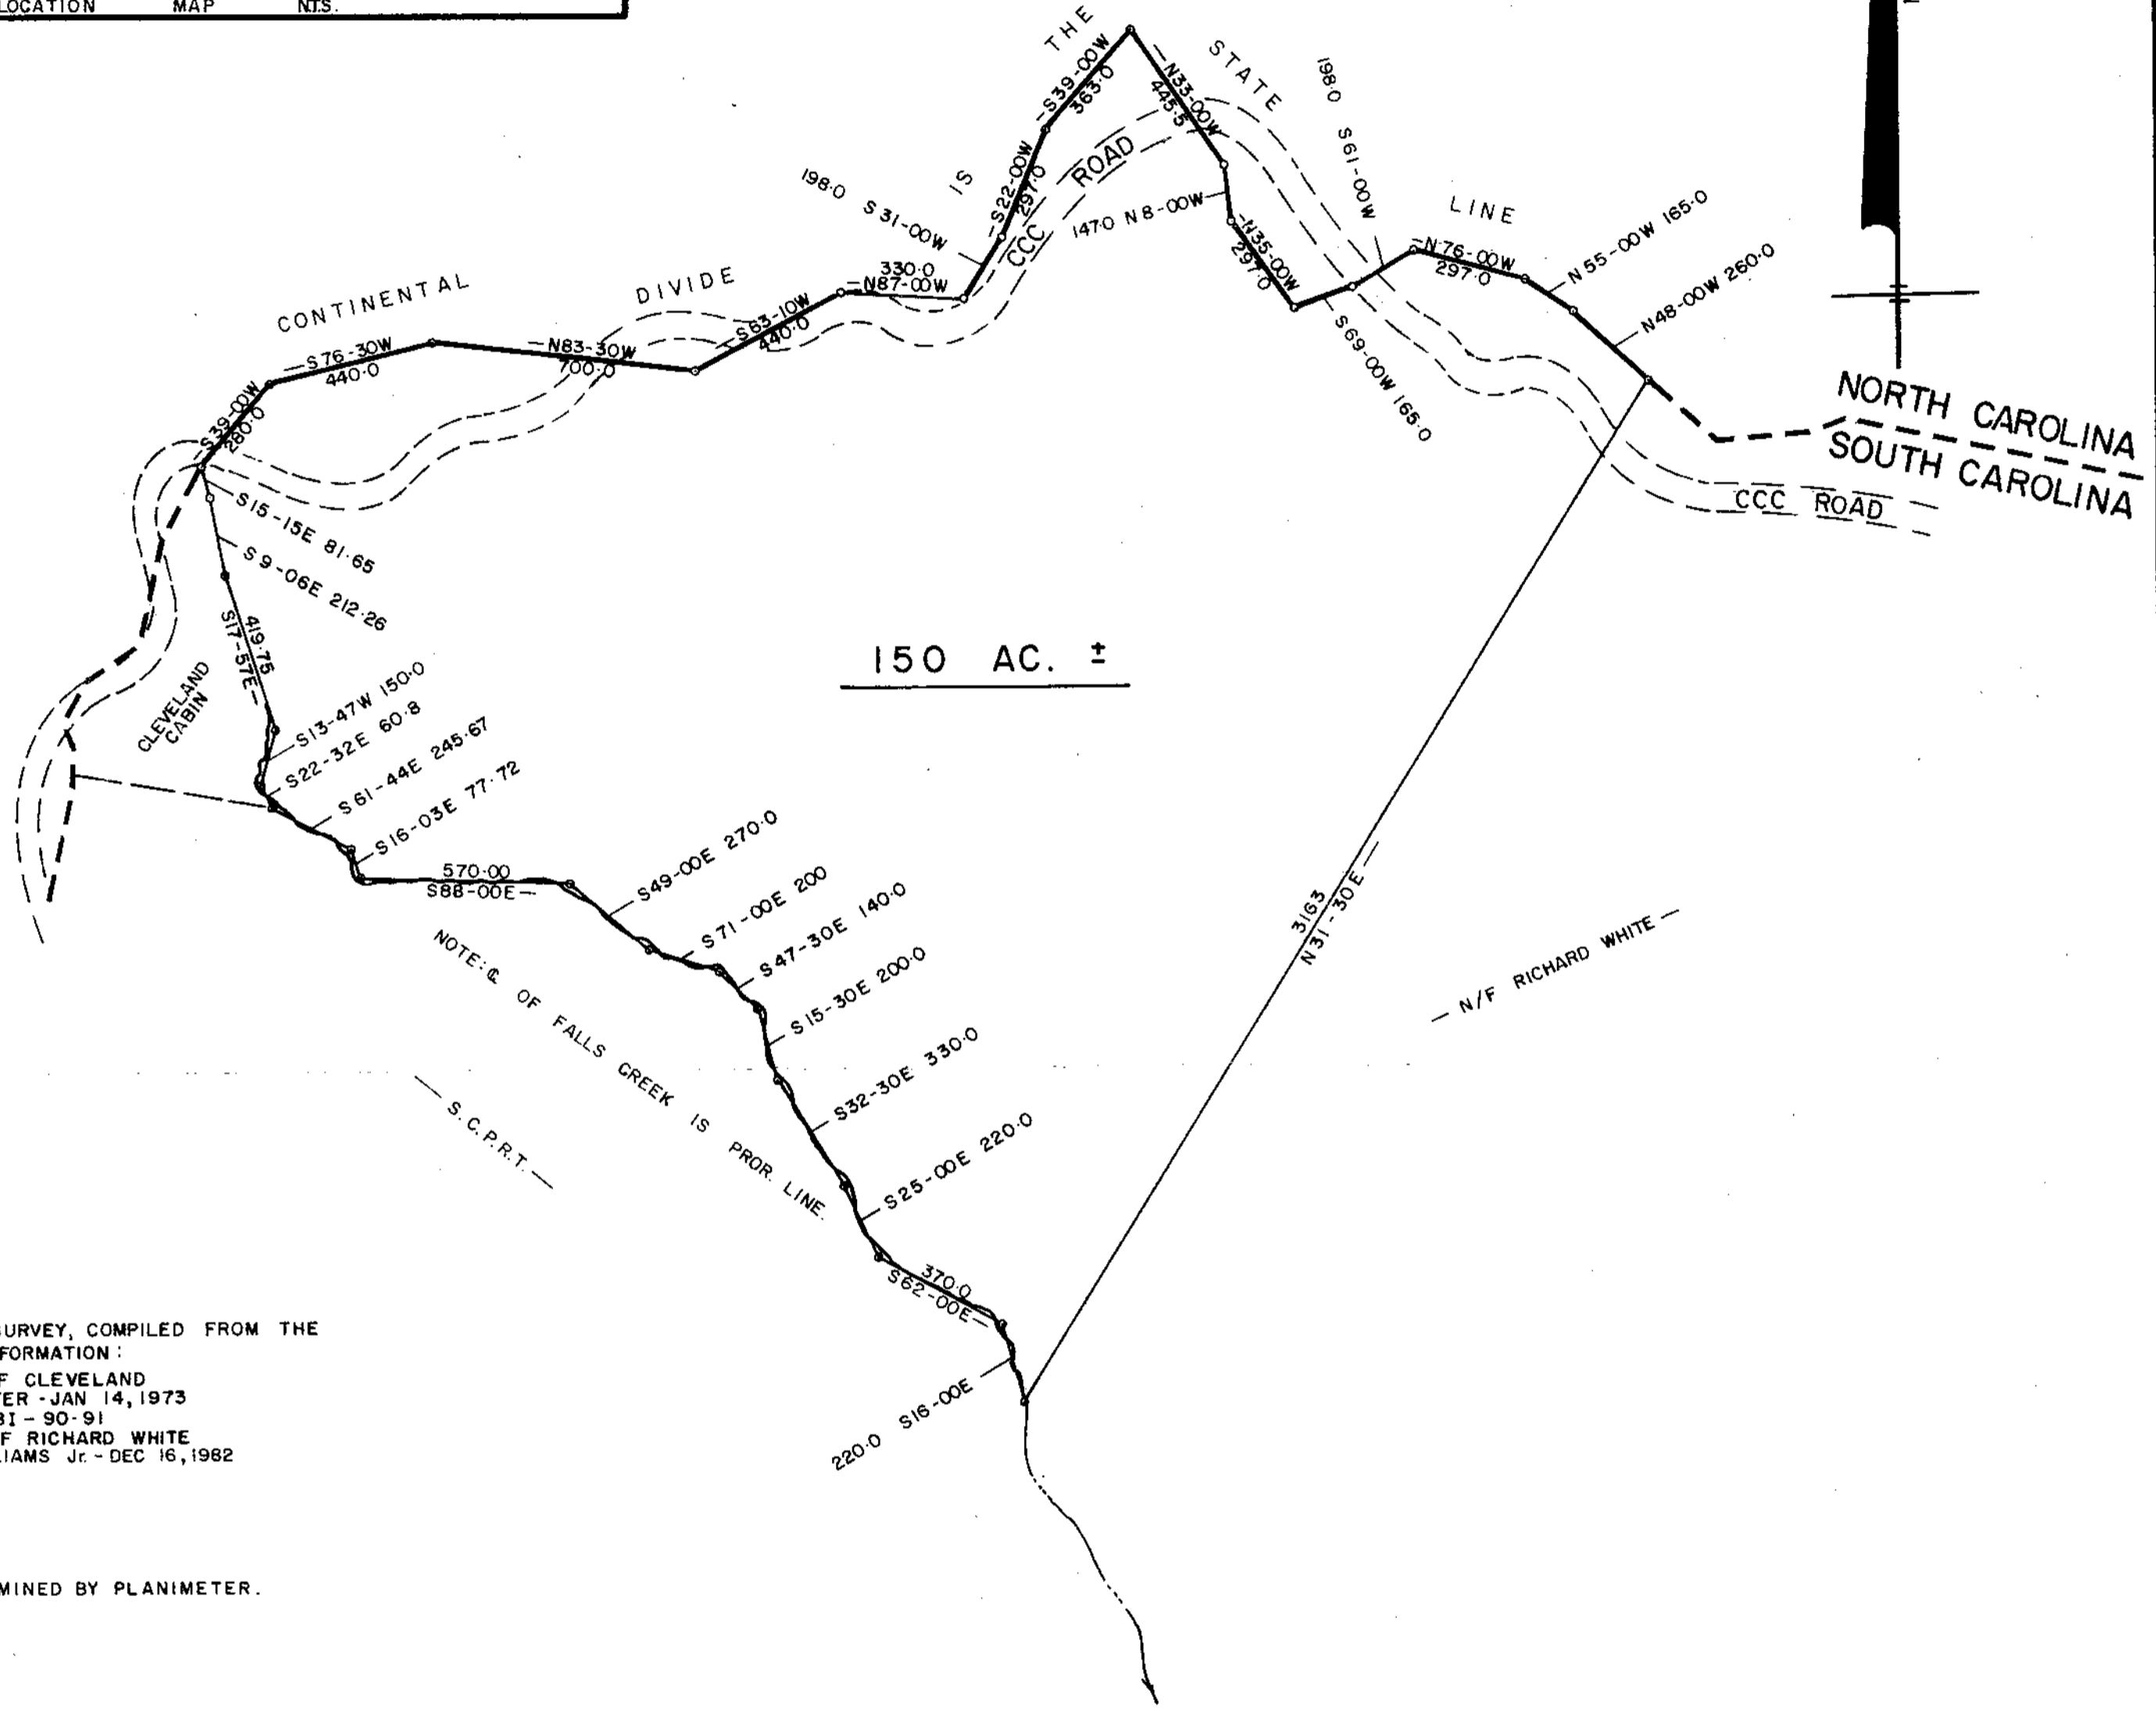 LOCATION MAP N.T.S.
CONTINENTAL DIVIDE IS THE STATE LINE
S39-00W
363.0
N33-00W
445.5
198.0 S61-00W
S22-00W
297.0
198.0 S31-00W
CCC ROAD
147.0 N8-00W
N35-00W
297.0
N76-00W
297.0
N55-00W 165.0
N48-00W 260.0
S69-00W 165.0
330.0
N87-00W
S63-10W
440.0
N83-30W
700.0
S76-30W
440.0
S39-00W
280.0
NORTH CAROLINA
SOUTH CAROLINA
CCC ROAD
S15-15E 81.65
S9-06E 212.26
419.75
S17-57E
CLEVELAND
CABIN
150 AC. ±
S13-47W 150.0
S22-32E 60.8
S61-44E 245.67
S16-03E 77.72
570.00
S88-00E
S49-00E 270.0
S71-00E 200
S47-30E 140.0
S15-30E 200.0
S32-30E 330.0
S25-00E 220.0
370.0
S62-00E
220.0 S16-00E
3163
N31-30E
N/F RICHARD WHITE
NOTE: ℄ OF FALLS CREEK IS PROR. LINE.
S.C.P.R.T.
SURVEY, COMPILED FROM THE
FORMATION:
F CLEVELAND
ER - JAN 14, 1973
BI - 90-91
F RICHARD WHITE
LIAMS Jr. - DEC 16, 1982
MINED BY PLANIMETER.